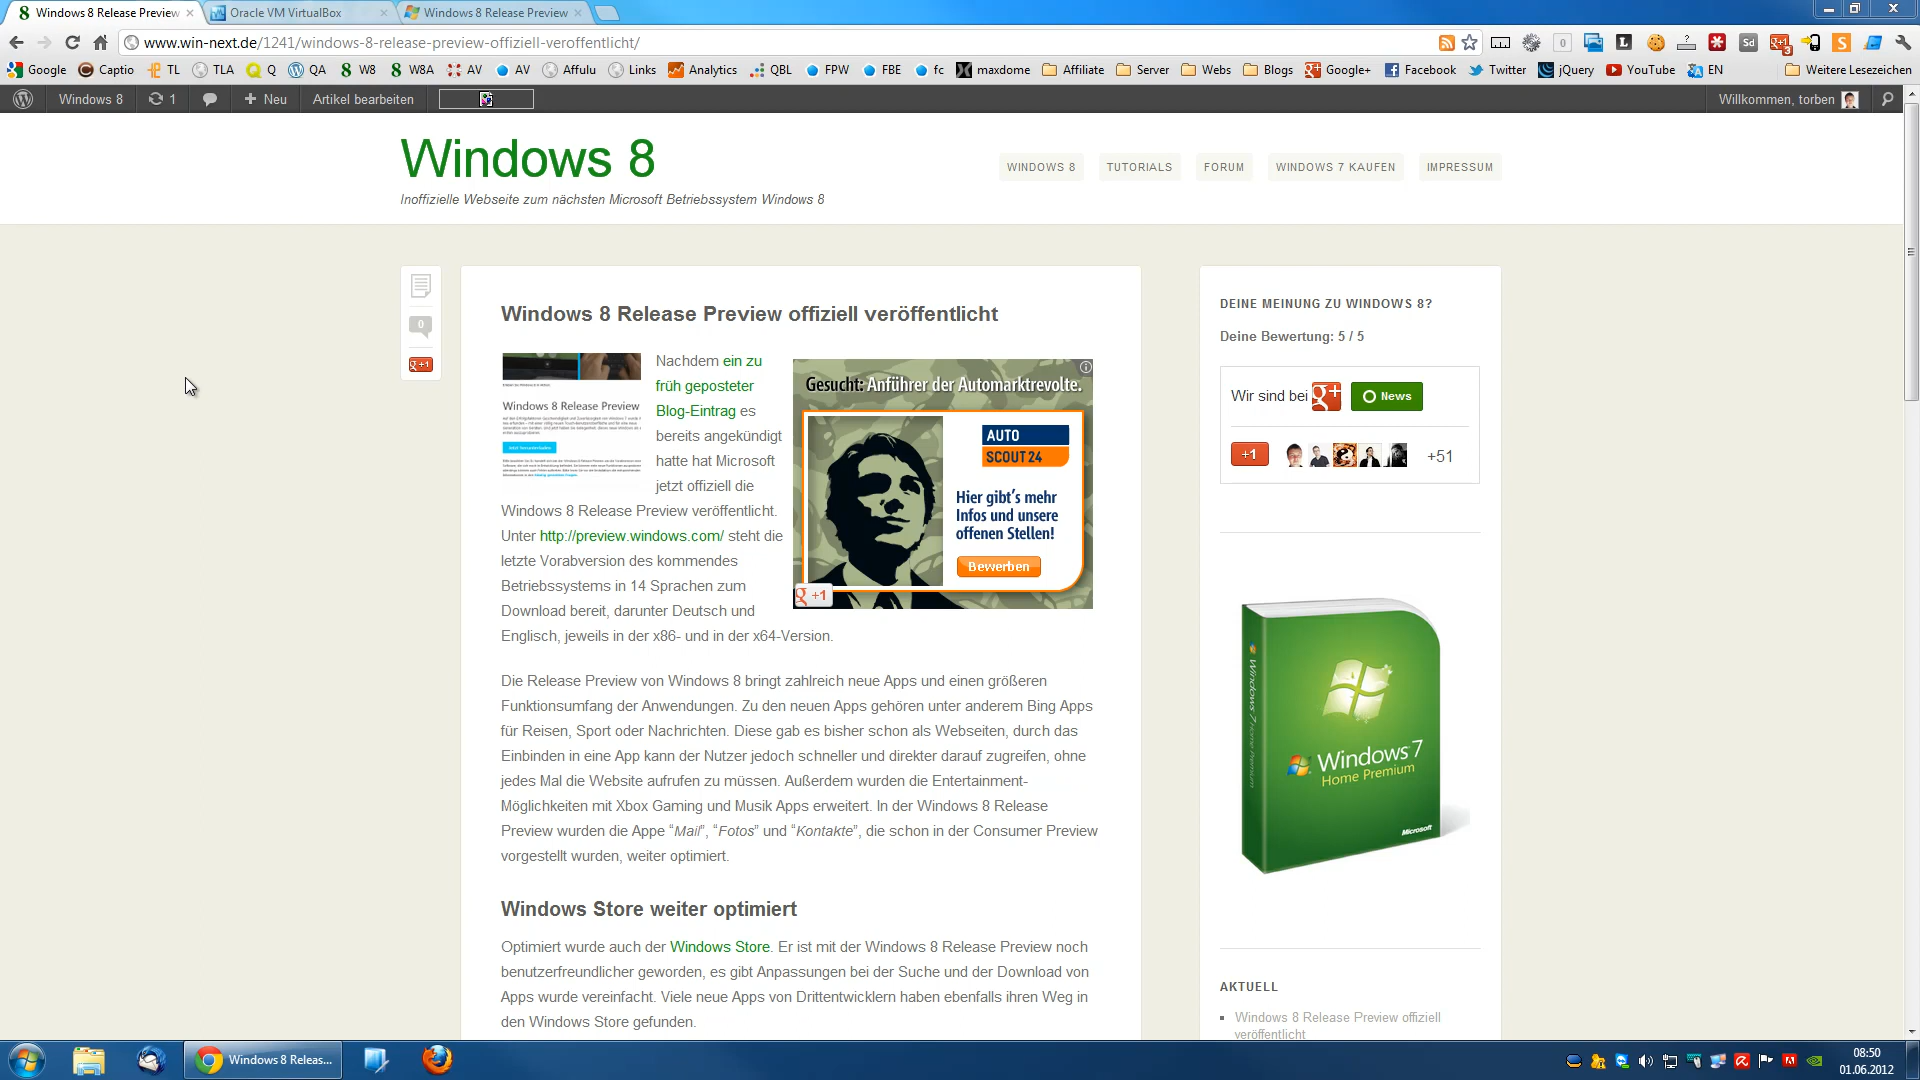 Windows 8 Release Preview
Oracle VM VirtualBox
Windows 8 Release Preview
www.win-next.de/1241/windows-8-release-preview-offiziell-veroffentlicht/
Google Captio TL TLA Q QA W8 W8A AV AV Affulu Links Analytics QBL FPW FBE fc maxdome Affiliate Server Webs Blogs Google+ Facebook Twitter jQuery YouTube EN Weitere Lesezeichen
Windows 8 1 Neu Artikel bearbeiten Willkommen, torben
Windows 8
WINDOWS 8 TUTORIALS FORUM WINDOWS 7 KAUFEN IMPRESSUM
Inoffizielle Webseite zum nächsten Microsoft Betriebssystem Windows 8
0
+1
Windows 8 Release Preview offiziell veröffentlicht
Windows 8 Release Preview
Nachdem ein zu
früh geposteter
Blog-Eintrag es
bereits angekündigt
hatte hat Microsoft
jetzt offiziell die
Windows 8 Release Preview veröffentlicht.
Unter http://preview.windows.com/ steht die
letzte Vorabversion des kommendes
Betriebssystems in 14 Sprachen zum
Download bereit, darunter Deutsch und
Englisch, jeweils in der x86- und in der x64-Version.
Gesucht: Anführer der Automarktrevolte.
AUTO
SCOUT 24
Hier gibt's mehr
Infos und unsere
offenen Stellen!
Bewerben
+1
Die Release Preview von Windows 8 bringt zahlreich neue Apps und einen größeren
Funktionsumfang der Anwendungen. Zu den neuen Apps gehören unter anderem Bing Apps
für Reisen, Sport oder Nachrichten. Diese gab es bisher schon als Webseiten, durch das
Einbinden in eine App kann der Nutzer jedoch schneller und direkter darauf zugreifen, ohne
jedes Mal die Website aufrufen zu müssen. Außerdem wurden die Entertainment-
Möglichkeiten mit Xbox Gaming und Musik Apps erweitert. In der Windows 8 Release
Preview wurden die Appe “Mail”, “Fotos” und “Kontakte”, die schon in der Consumer Preview
vorgestellt wurden, weiter optimiert.
Windows Store weiter optimiert
Optimiert wurde auch der Windows Store. Er ist mit der Windows 8 Release Preview noch
benutzerfreundlicher geworden, es gibt Anpassungen bei der Suche und der Download von
Apps wurde vereinfacht. Viele neue Apps von Drittentwicklern haben ebenfalls ihren Weg in
den Windows Store gefunden.
DEINE MEINUNG ZU WINDOWS 8?
Deine Bewertung: 5 / 5
Wir sind bei g+ News
+1 +51
Windows 7 Home Premium
Windows 7
Home Premium
Microsoft
AKTUELL
Windows 8 Release Preview offiziell
veröffentlicht
Windows 8 Releas...
08:50
01.06.2012